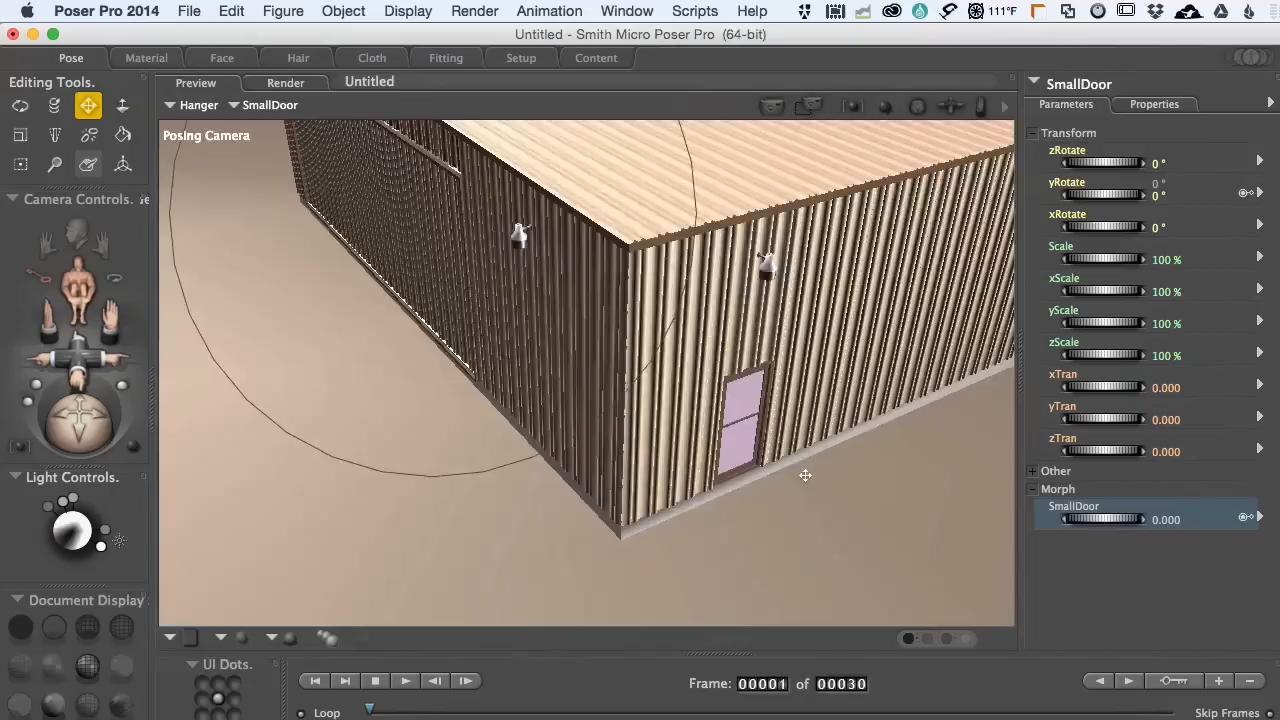 Poser Pro 2014 File Edit Figure Object Display Render Animation Window Scripts Help 111°F
Untitled - Smith Micro Poser Pro (64-bit)
Pose Material Face Hair Cloth Fitting Setup Content
Editing Tools.
Preview Render Untitled
Hanger SmallDoor
Posing Camera
Camera Controls.
Light Controls.
Document Display
UI Dots.
SmallDoor
Parameters Properties
Transform
zRotate
0 °
yRotate
0 °
0 °
xRotate
0 °
Scale
100 %
xScale
100 %
yScale
100 %
zScale
100 %
xTran
0.000
yTran
0.000
zTran
0.000
Other
Morph
SmallDoor
0.000
Frame: 00001 of 00030
Loop
Skip Frames